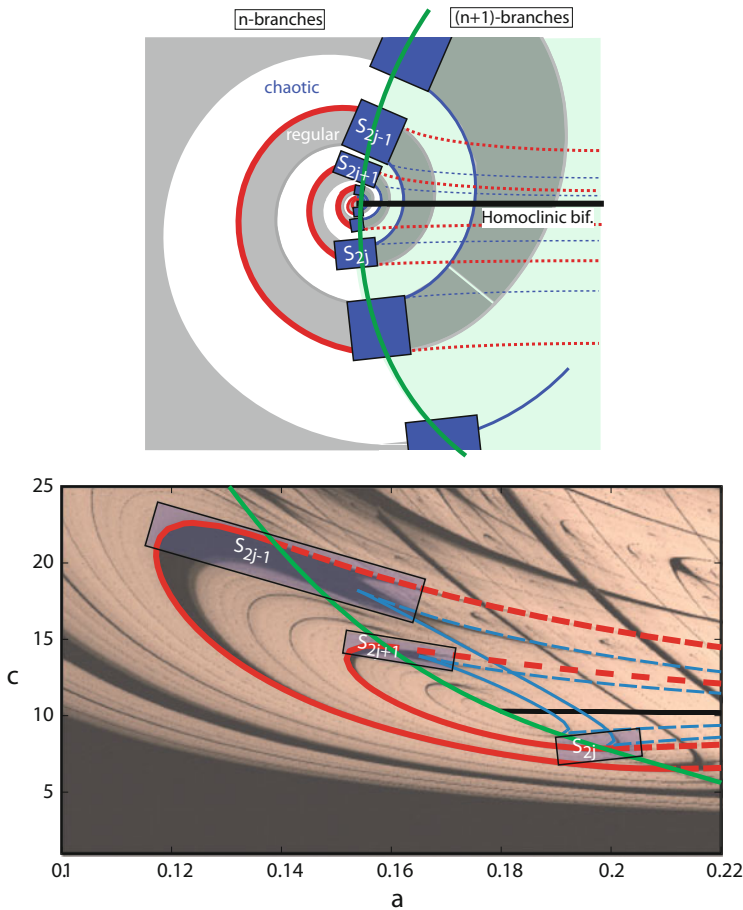 n-branches
(n+1)-branches
chaotic
regular
S2j-1
S2j+1
Homoclinic bif.
S2j
25
20
15
10
5
c
S2j-1
S2j+1
S2j
0.1
0.12
0.14
0.16
0.18
0.2
0.22
a